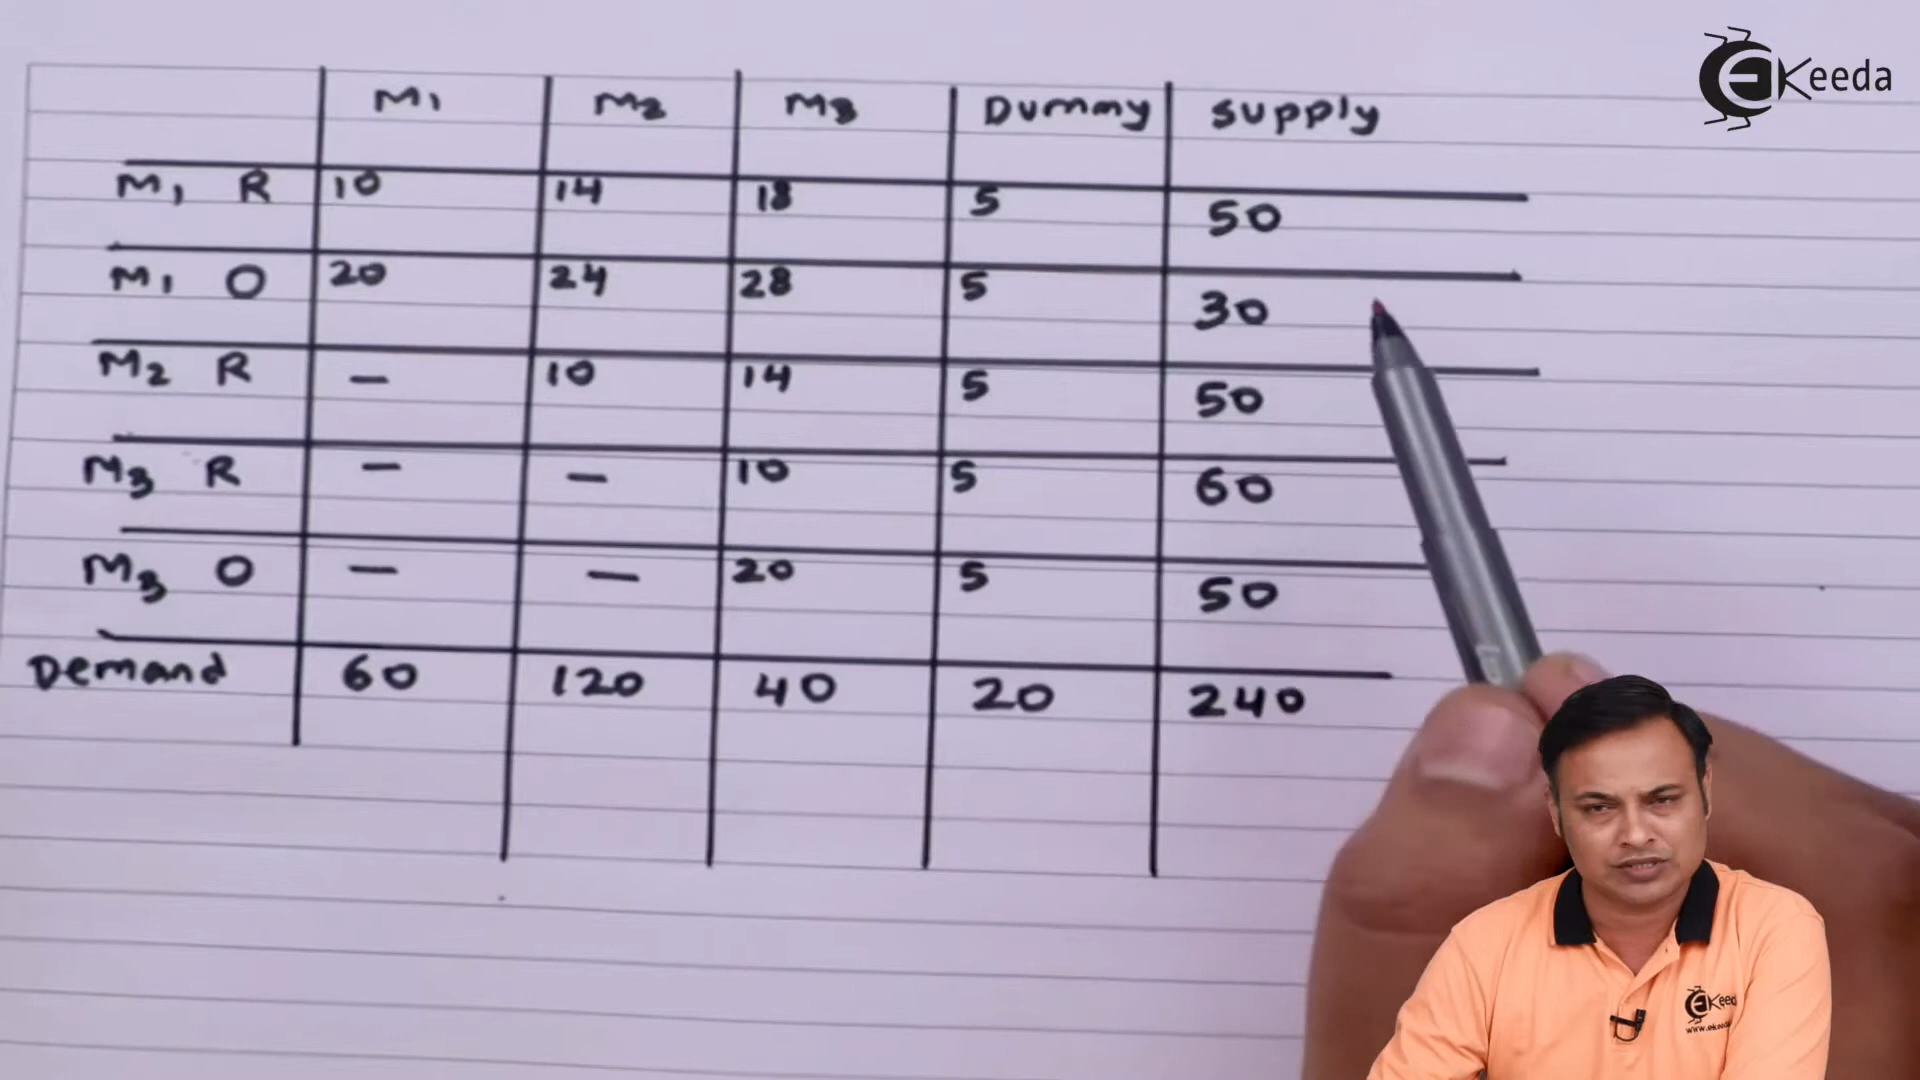 EKeeda
M1 M2 M3 Dummy Supply
M1 R 10 14 18 5 50
M1 O 20 24 28 5 30
M2 R - 10 14 5 50
M3 R - - 10 5 60
M3 O - - 20 5 50
Demand 60 120 40 20 240